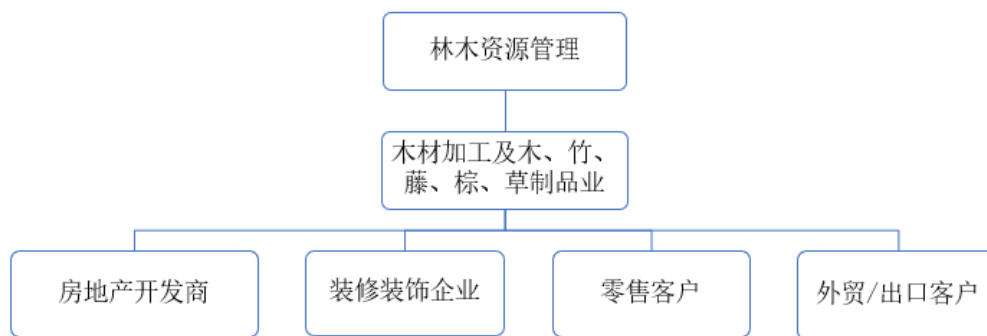 林木资源管理
木材加工及木、竹、
藤、棕、草制品业
房地产开发商
装修装饰企业
零售客户
外贸/出口客户